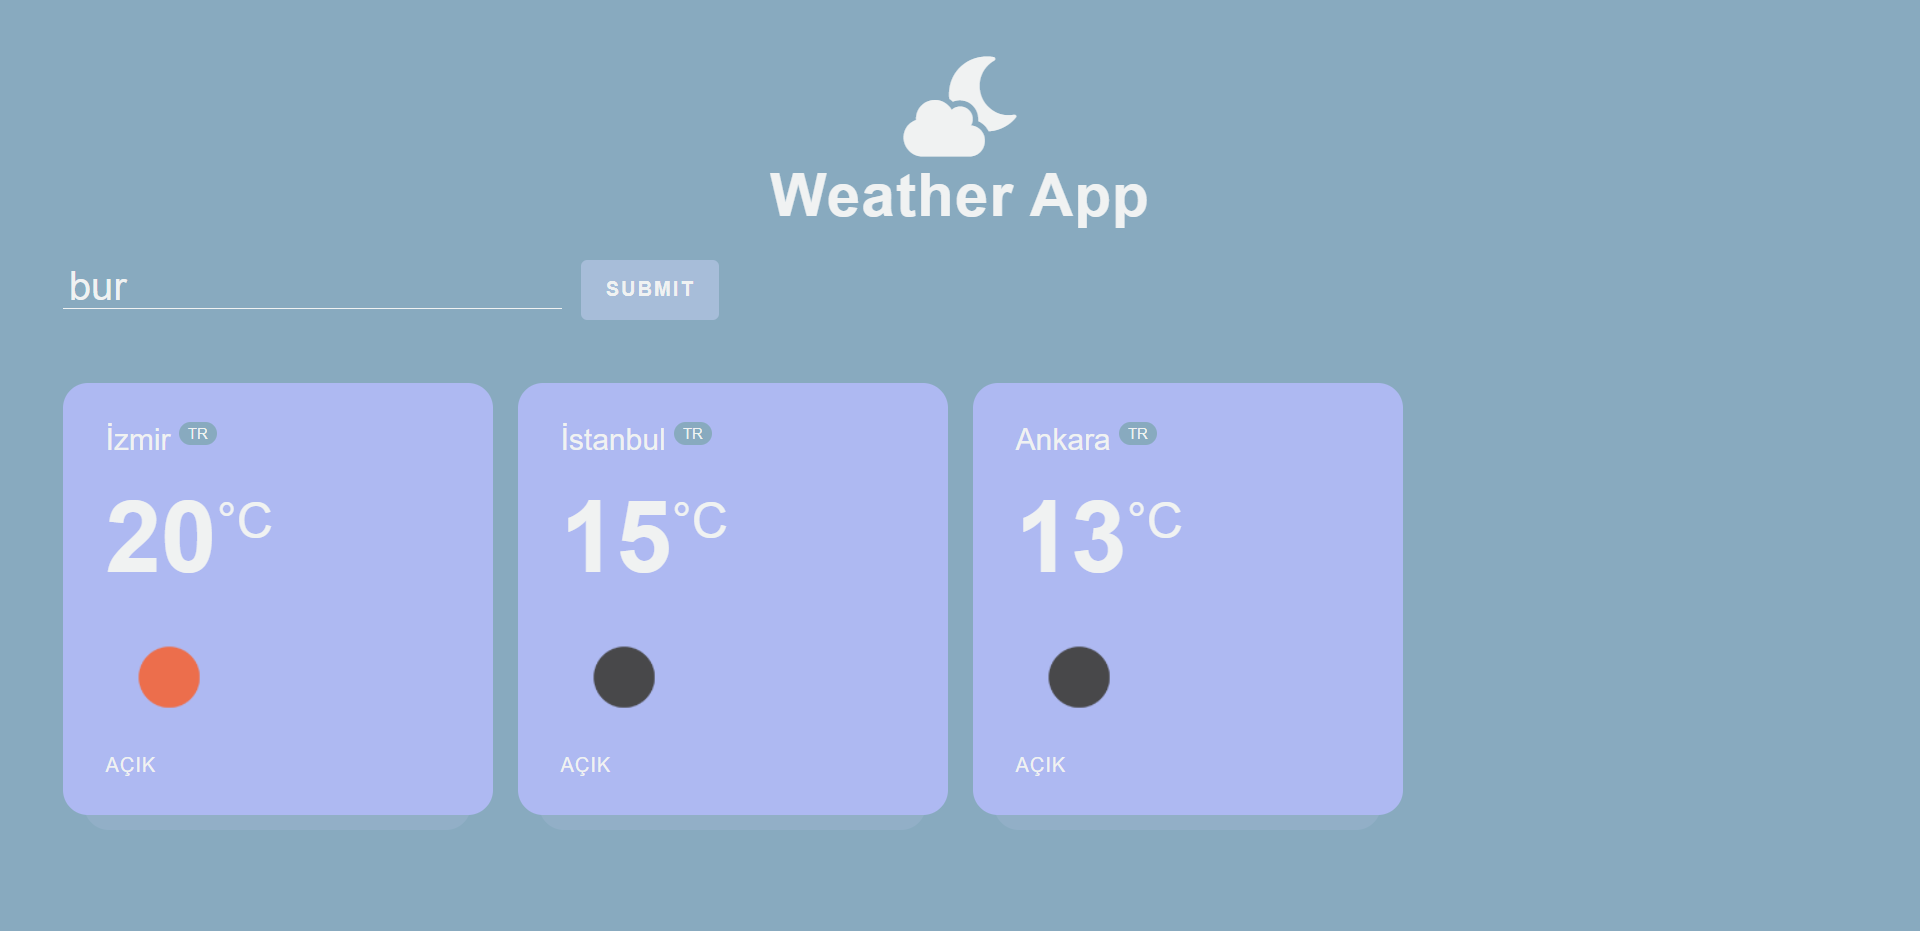 Weather App
bur
SUBMIT
İzmir TR
20°C
AÇIK
İstanbul TR
15°C
AÇIK
Ankara TR
13°C
AÇIK